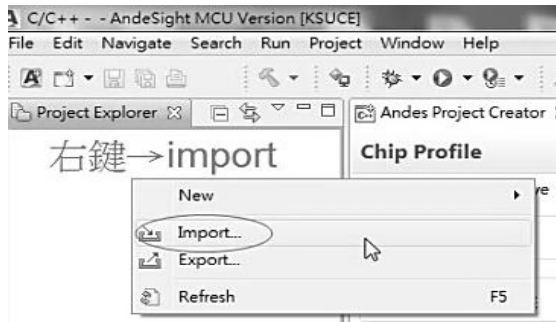 C/C++ - - AndeSight MCU Version [KSUCE]
File Edit Navigate Search Run Project Window Help
Project Explorer
Andes Project Creator
右鍵→import
Chip Profile
New
Import...
Export...
Refresh F5